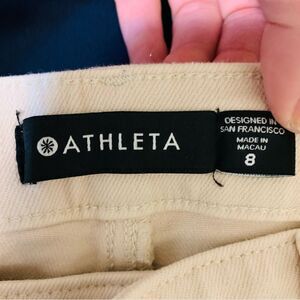 ATHLETA
DESIGNED IN
SAN FRANCISCO
MADE IN
MACAU
8